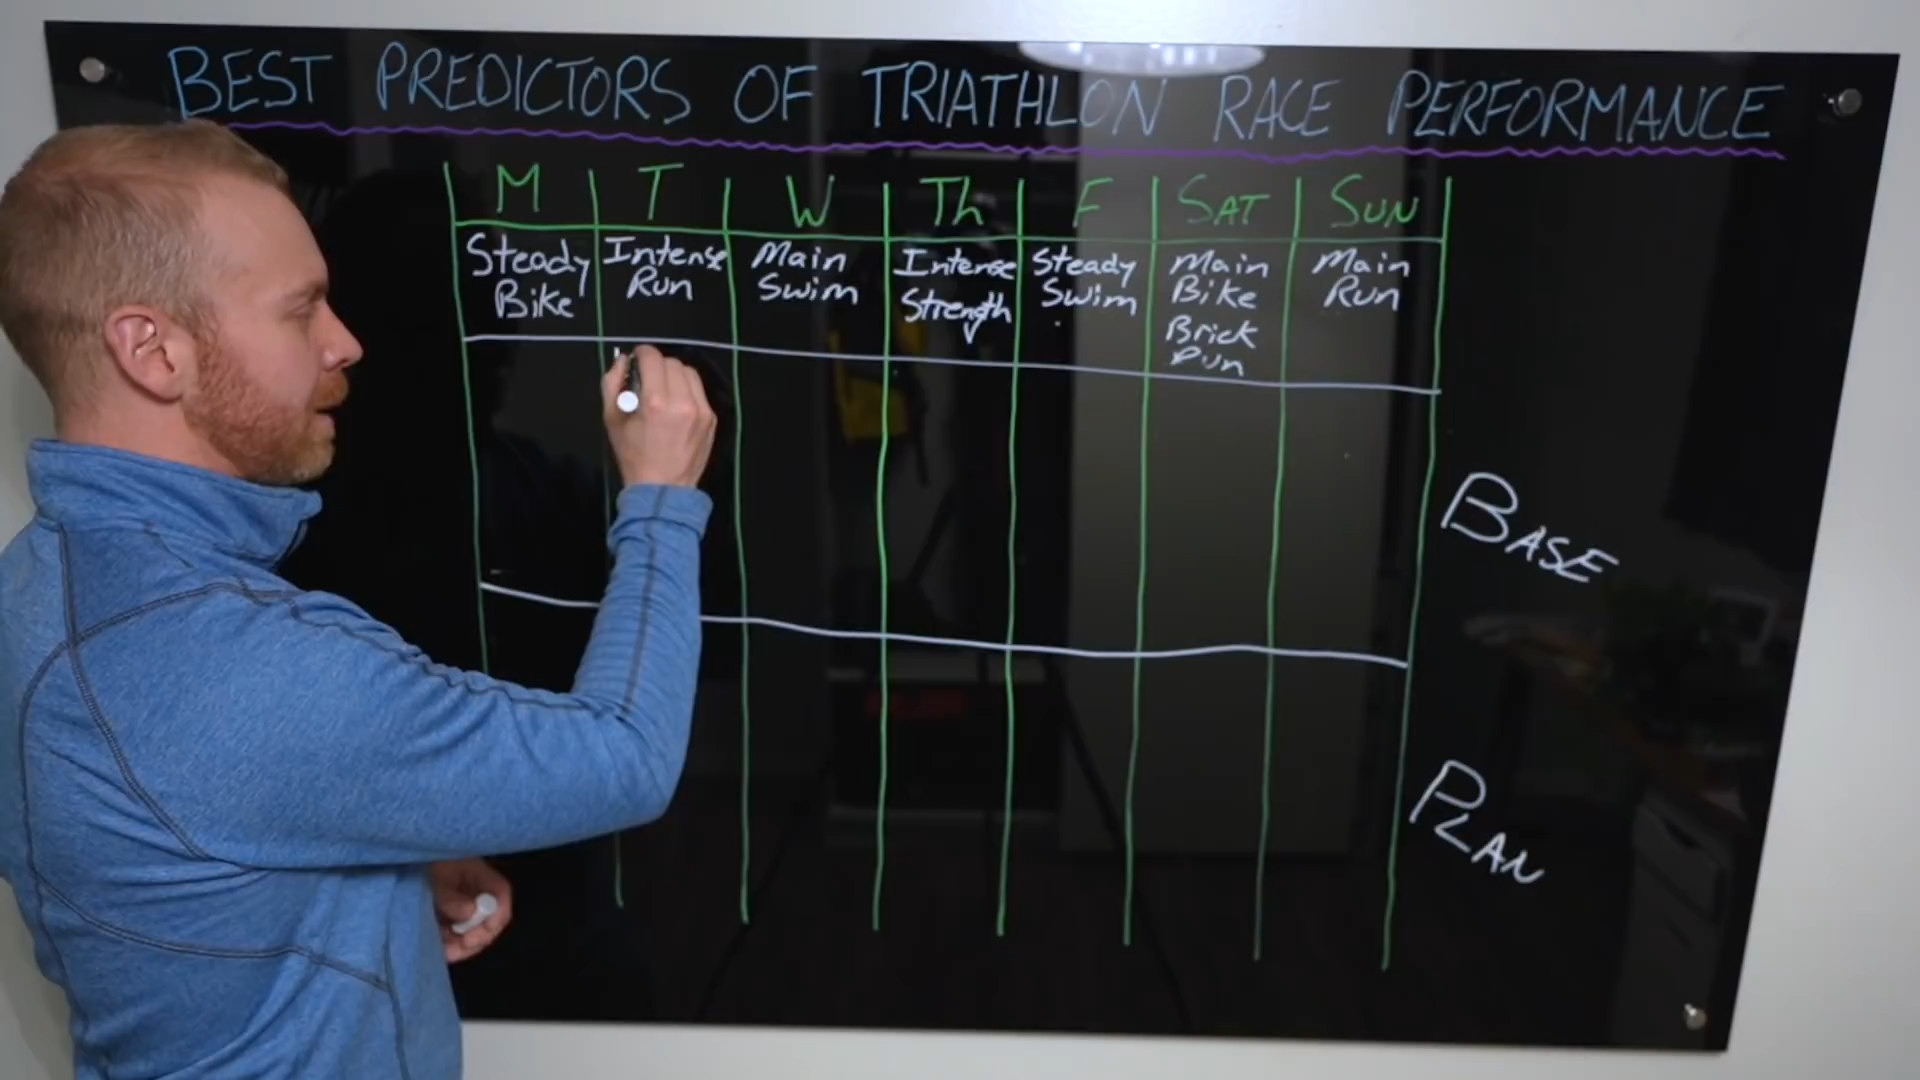 BEST PREDICTORS OF TRIATHLON RACE PERFORMANCE
M T W Th F SAT SUN
Steady Bike
Intense Run
Main Swim
Intense Strength
Steady Swim
Main Bike Brick Run
Main Run
BASE
PLAN